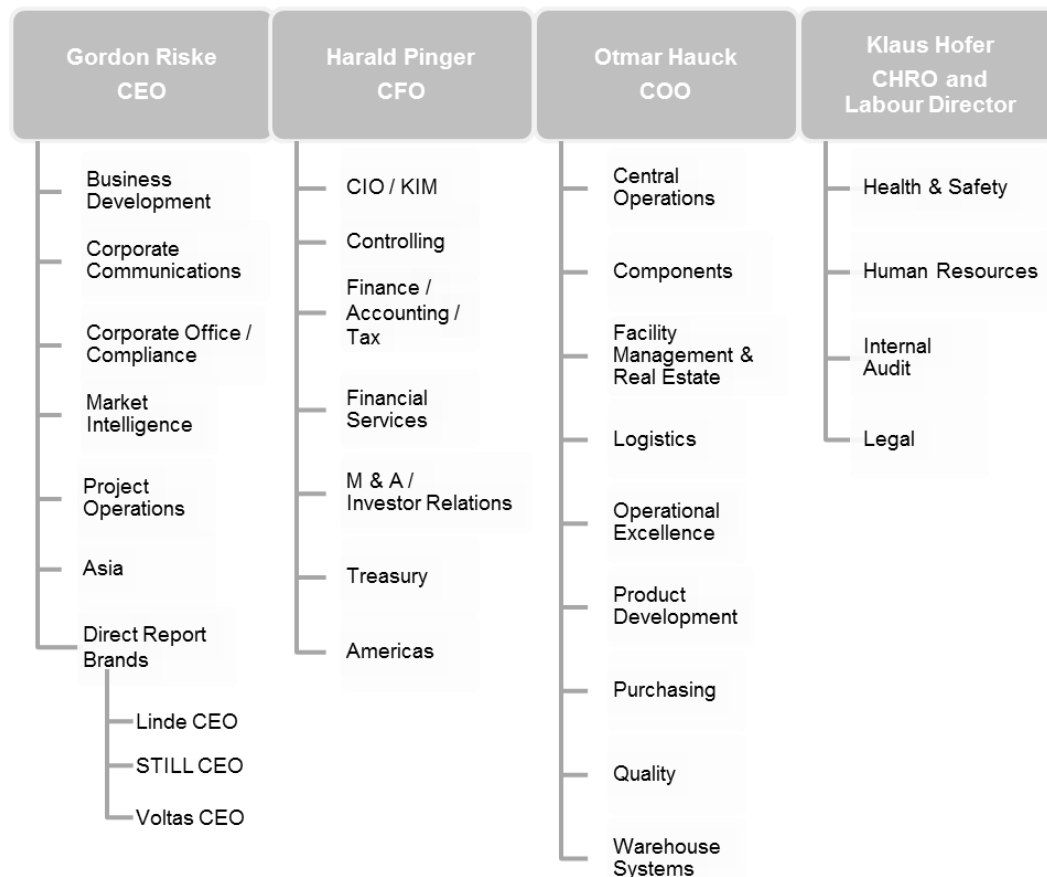 Gordon Riske
CEO
Business
Development
Corporate
Communications
Corporate Office /
Compliance
Market
Intelligence
Project
Operations
Asia
Direct Report
Brands
Linde CEO
STILL CEO
Voltas CEO
Harald Pinger
CFO
CIO / KIM
Controlling
Finance /
Accounting /
Tax
Financial
Services
M & A /
Investor Relations
Treasury
Americas
Otmar Hauck
COO
Central
Operations
Components
Facility
Management &
Real Estate
Logistics
Operational
Excellence
Product
Development
Purchasing
Quality
Warehouse
Systems
Klaus Hofer
CHRO and
Labour Director
Health & Safety
Human Resources
Internal
Audit
Legal